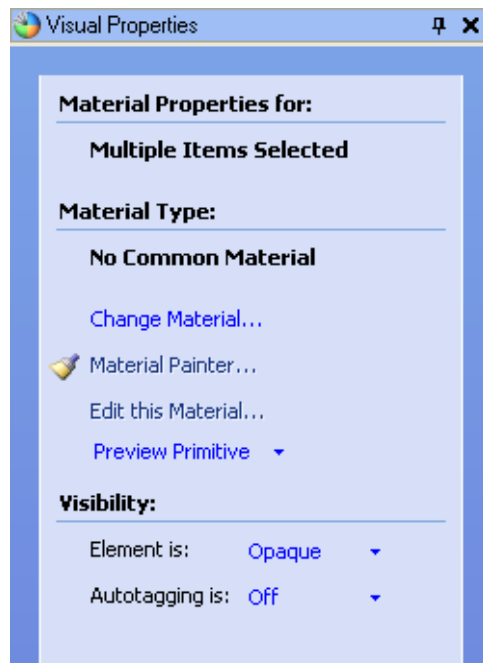 Visual Properties
Material Properties for:
Multiple Items Selected
Material Type:
No Common Material
Change Material...
Material Painter...
Edit this Material...
Preview Primitive
Visibility:
Element is: Opaque
Autotagging is: Off